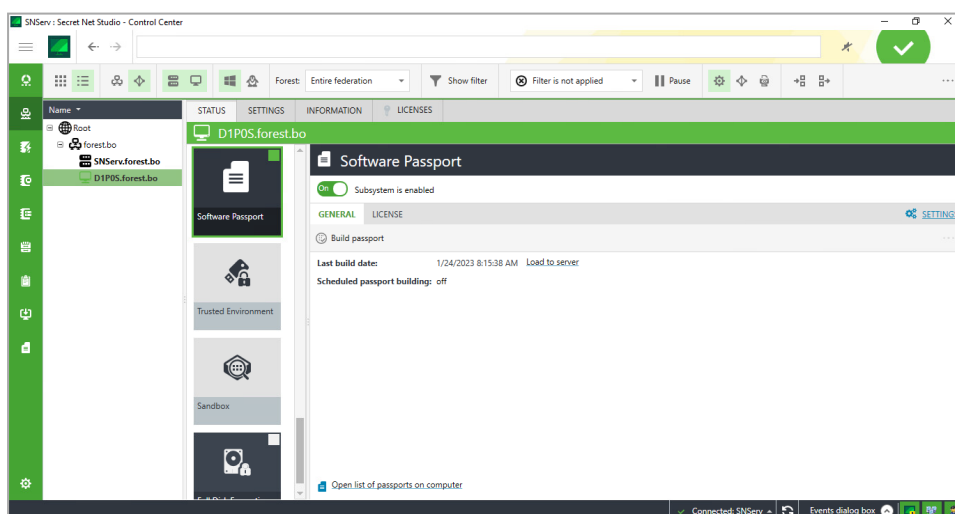 SNServ : Secret Net Studio - Control Center
Forest: Entire federation
Show filter
Filter is not applied
Pause
Name
STATUS SETTINGS INFORMATION LICENSES
Root
forest.bo
SNServ.forest.bo
D1P0S.forest.bo
D1P0S.forest.bo
Software Passport
Trusted Environment
Sandbox
Software Passport
On Subsystem is enabled
GENERAL LICENSE SETTINGS
Build passport
Last build date: 1/24/2023 8:15:38 AM Load to server
Scheduled passport building: off
Open list of passports on computer
Connected: SNServ Events dialog box